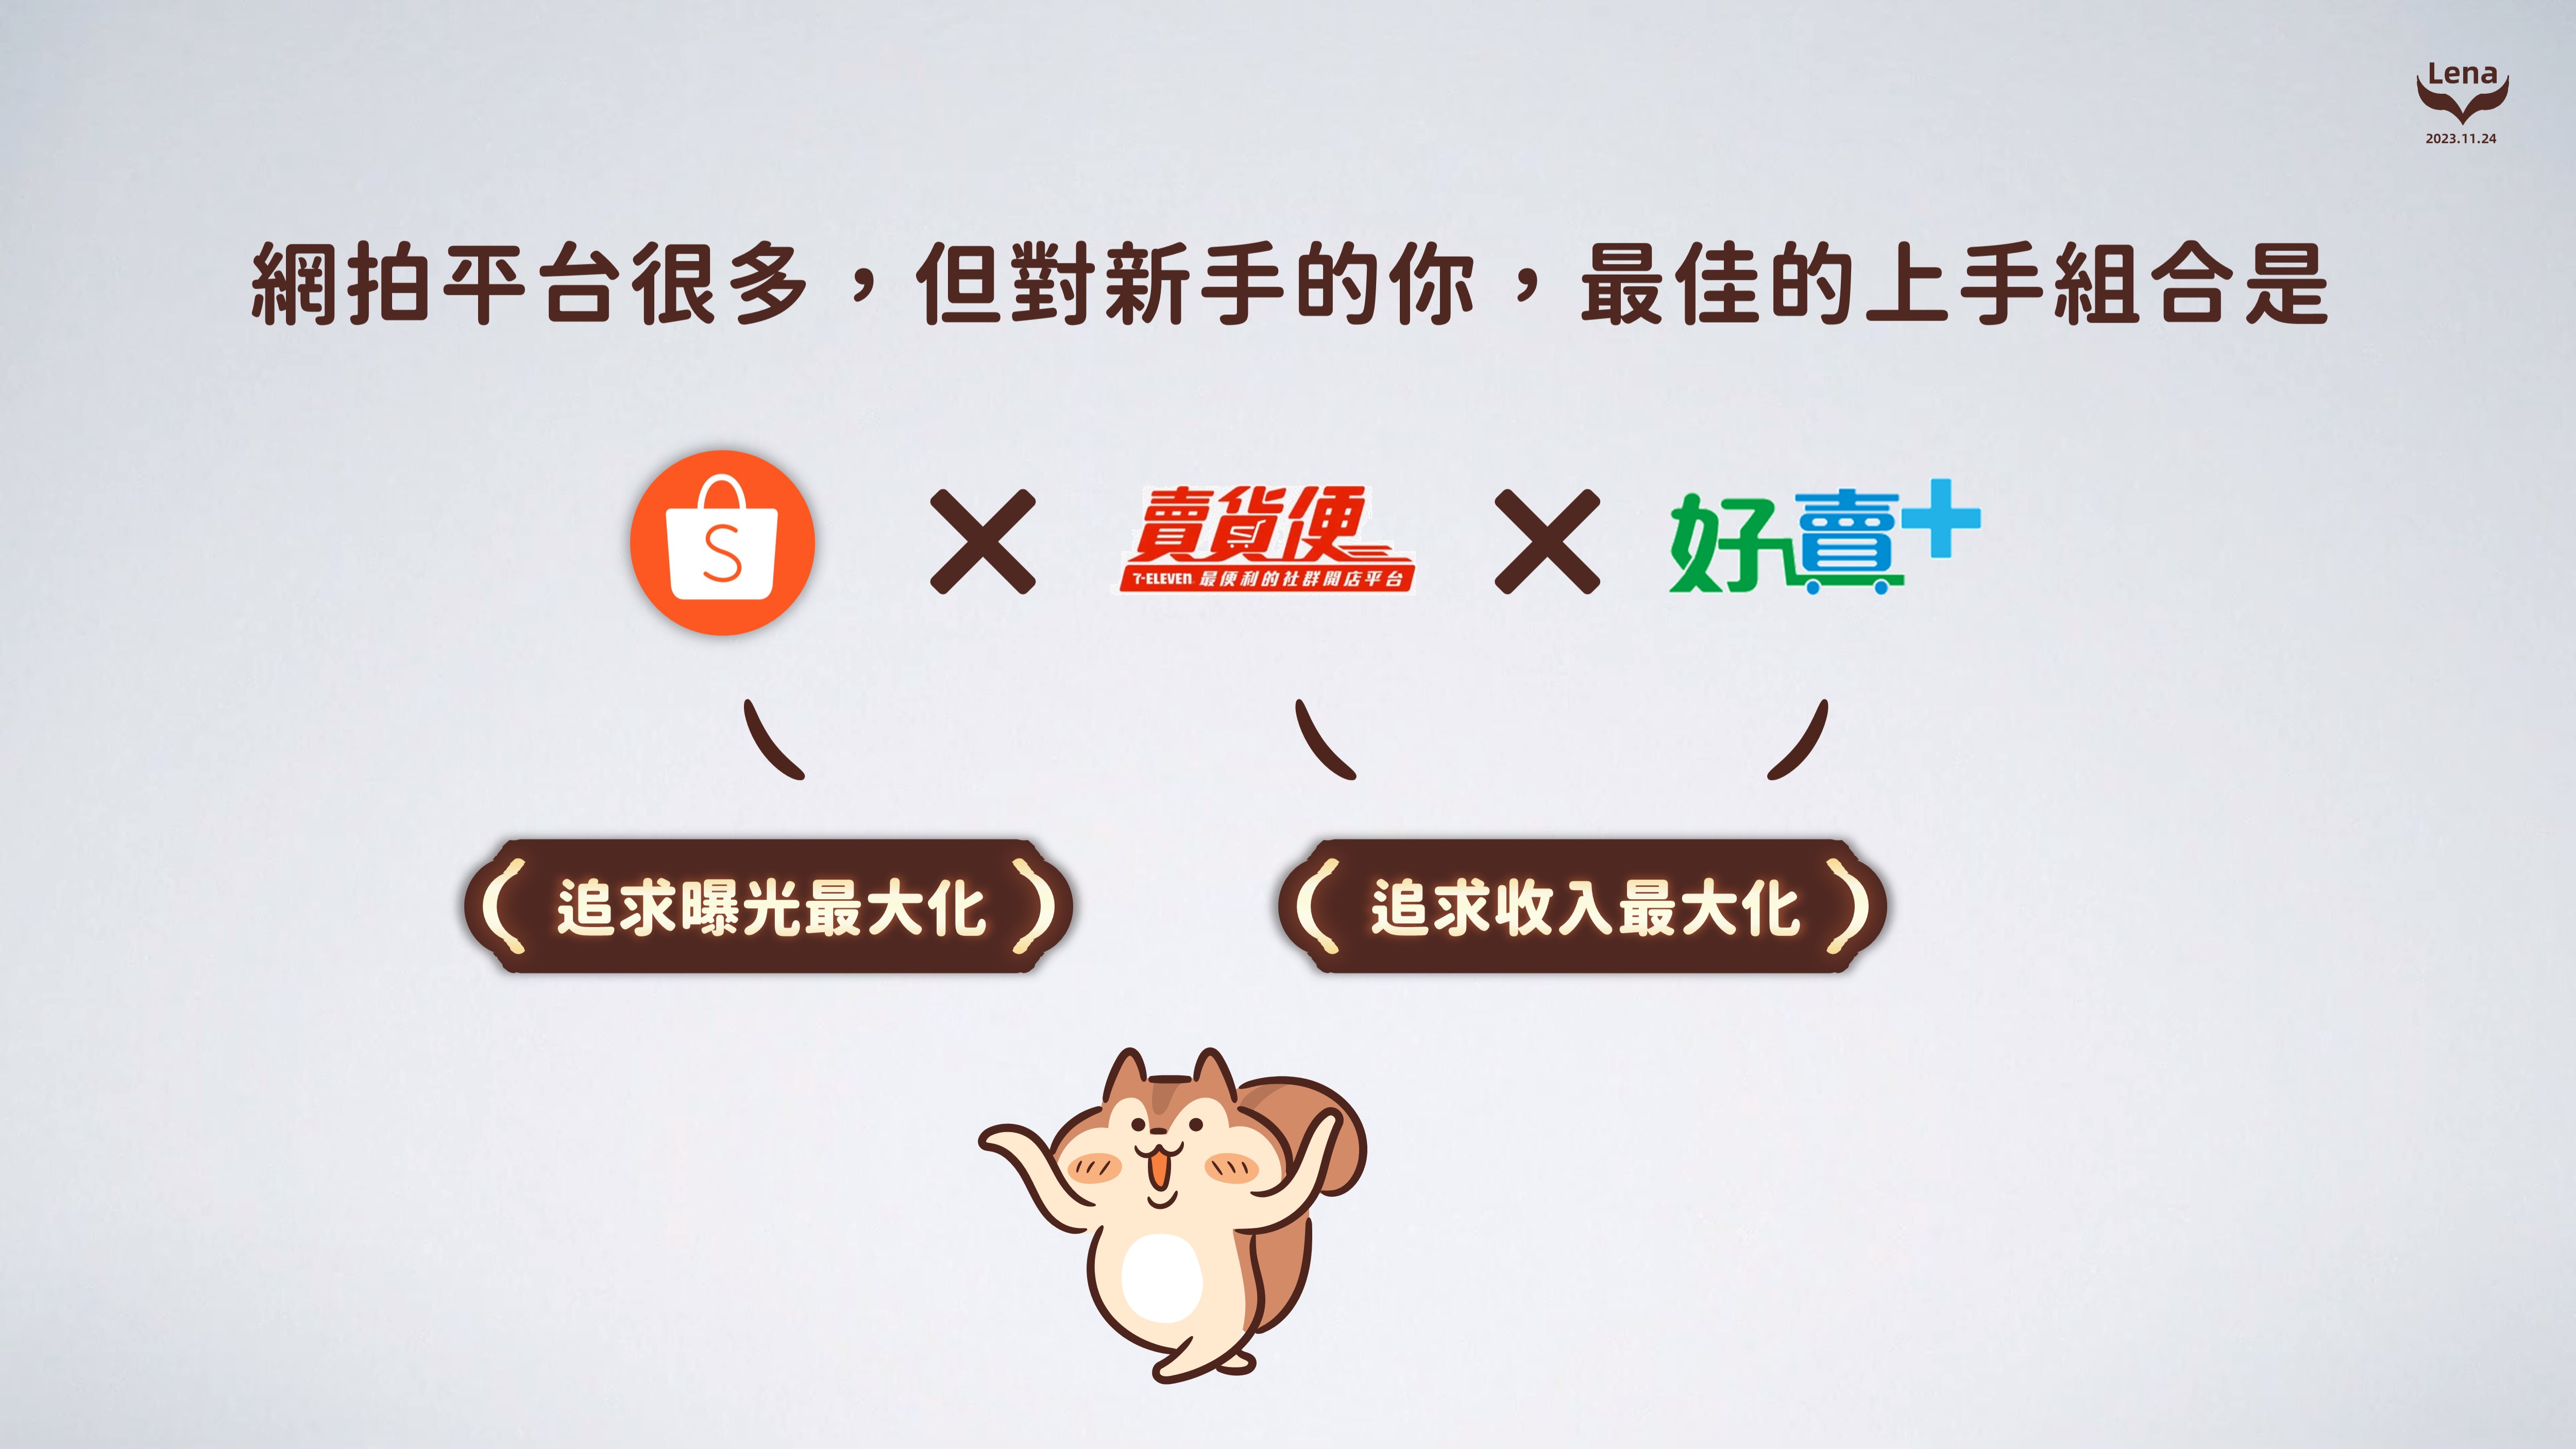 Lena
2023.11.24
網拍平台很多，但對新手的你，最佳的上手組合是
S
賣貨便
7-ELEVEN 最便利的社群開店平台
好賣+
追求曝光最大化
追求收入最大化